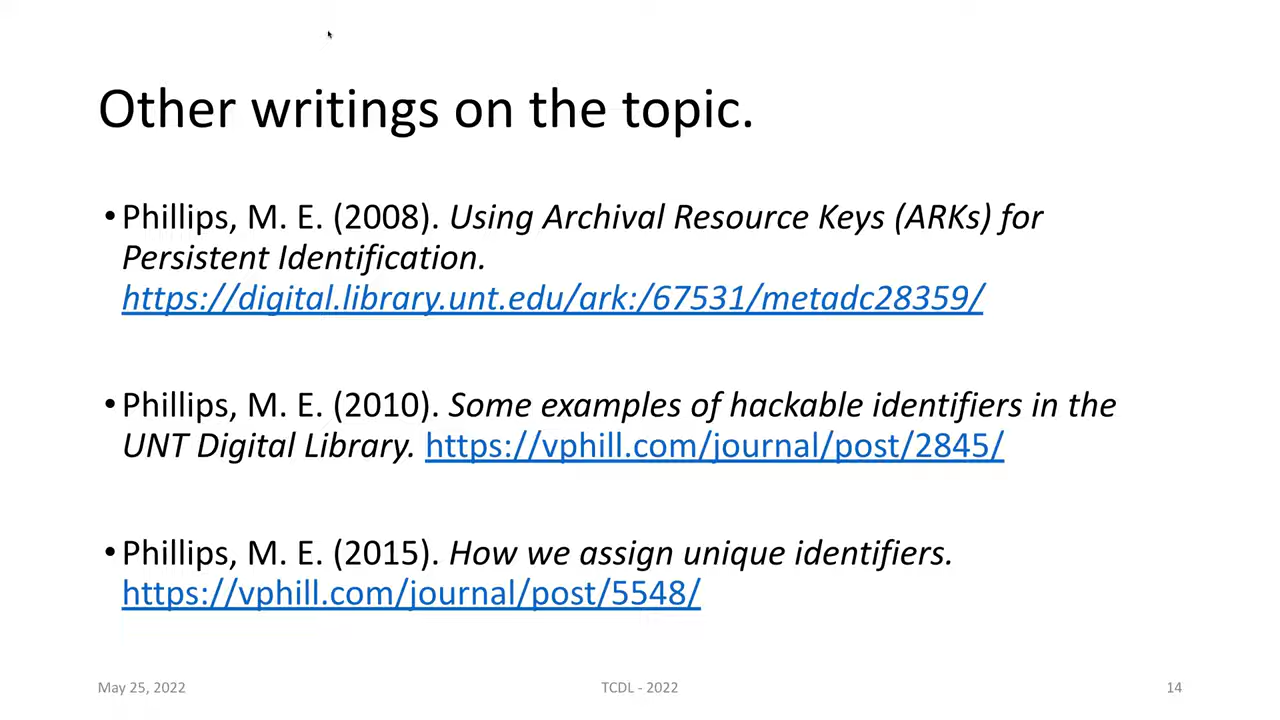 Other writings on the topic.
•Phillips, M. E. (2008). Using Archival Resource Keys (ARKs) for
Persistent Identification.
https://digital.library.unt.edu/ark:/67531/metadc28359/
•Phillips, M. E. (2010). Some examples of hackable identifiers in the
UNT Digital Library. https://vphill.com/journal/post/2845/
•Phillips, M. E. (2015). How we assign unique identifiers.
https://vphill.com/journal/post/5548/
May 25, 2022 TCDL - 2022 14